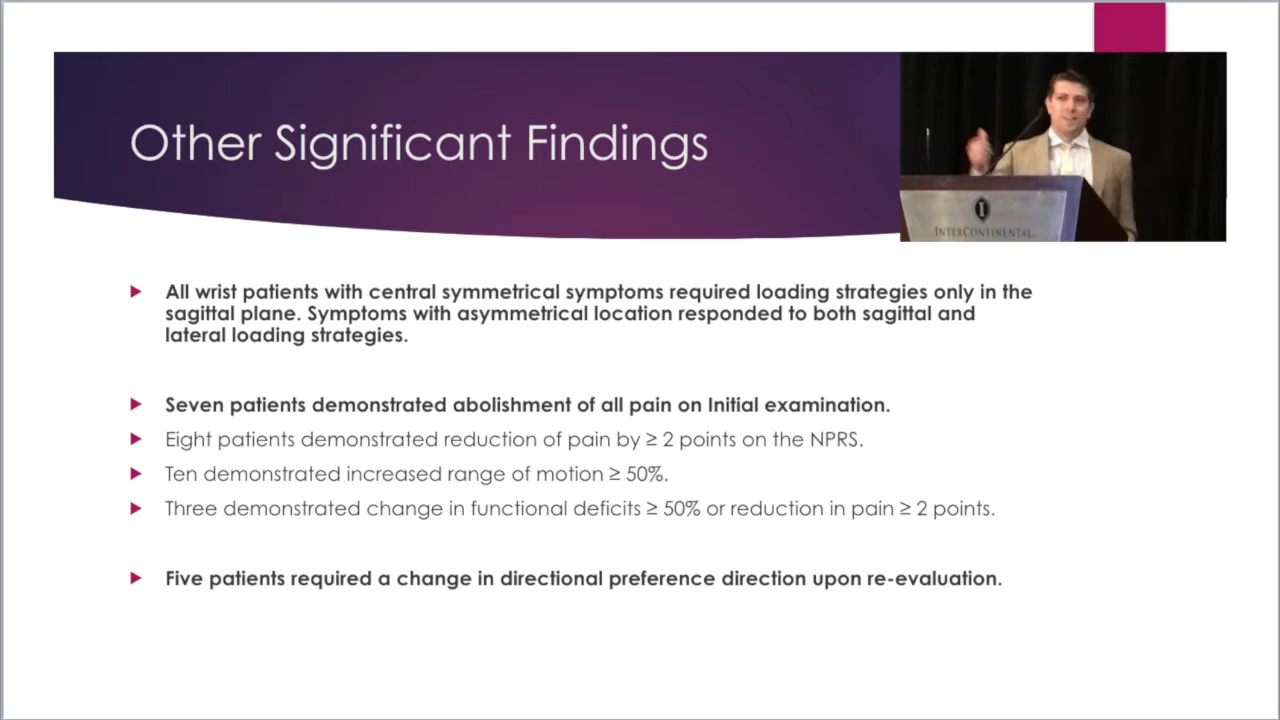 Other Significant Findings
INTERCONTINENTAL
All wrist patients with central symmetrical symptoms required loading strategies only in the
sagittal plane. Symptoms with asymmetrical location responded to both sagittal and
lateral loading strategies.
Seven patients demonstrated abolishment of all pain on Initial examination.
Eight patients demonstrated reduction of pain by ≥ 2 points on the NPRS.
Ten demonstrated increased range of motion ≥ 50%.
Three demonstrated change in functional deficits ≥ 50% or reduction in pain ≥ 2 points.
Five patients required a change in directional preference direction upon re-evaluation.